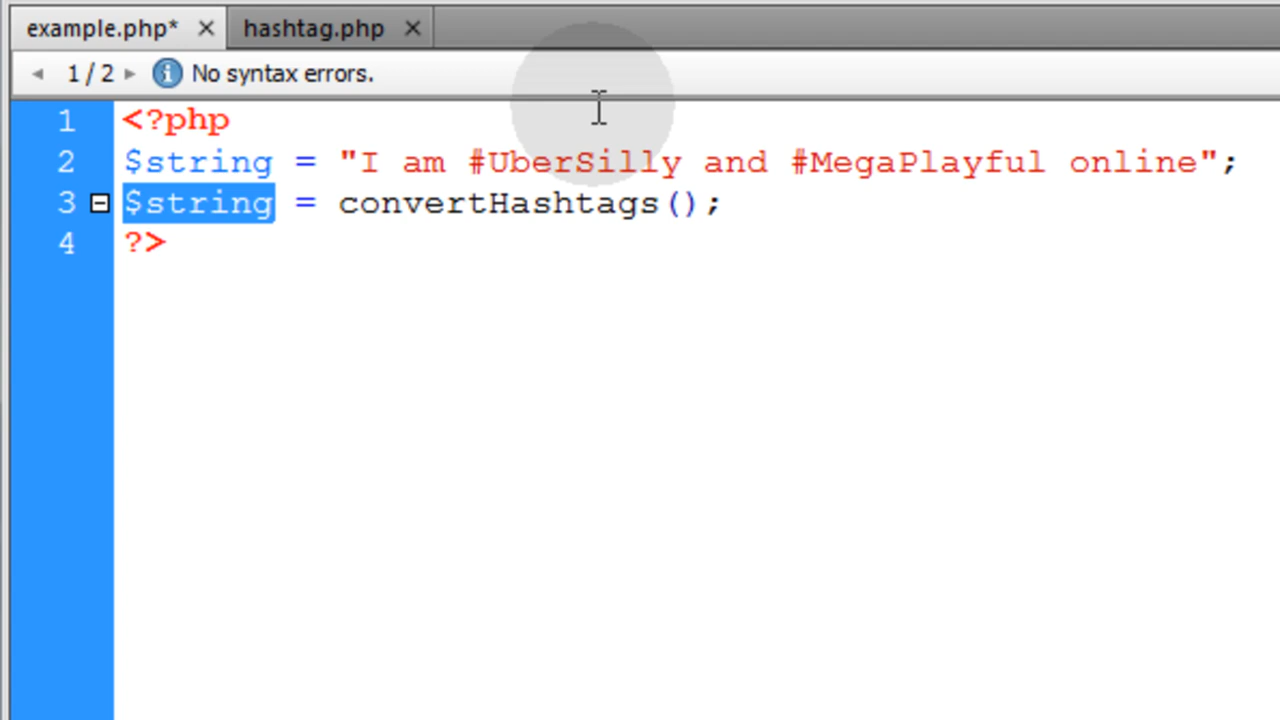 example.php* × hashtag.php ×
1 / 2 No syntax errors.
1 <?php
2 $string = "I am #UberSilly and #MegaPlayful online";
3 $string = convertHashtags();
4 ?>